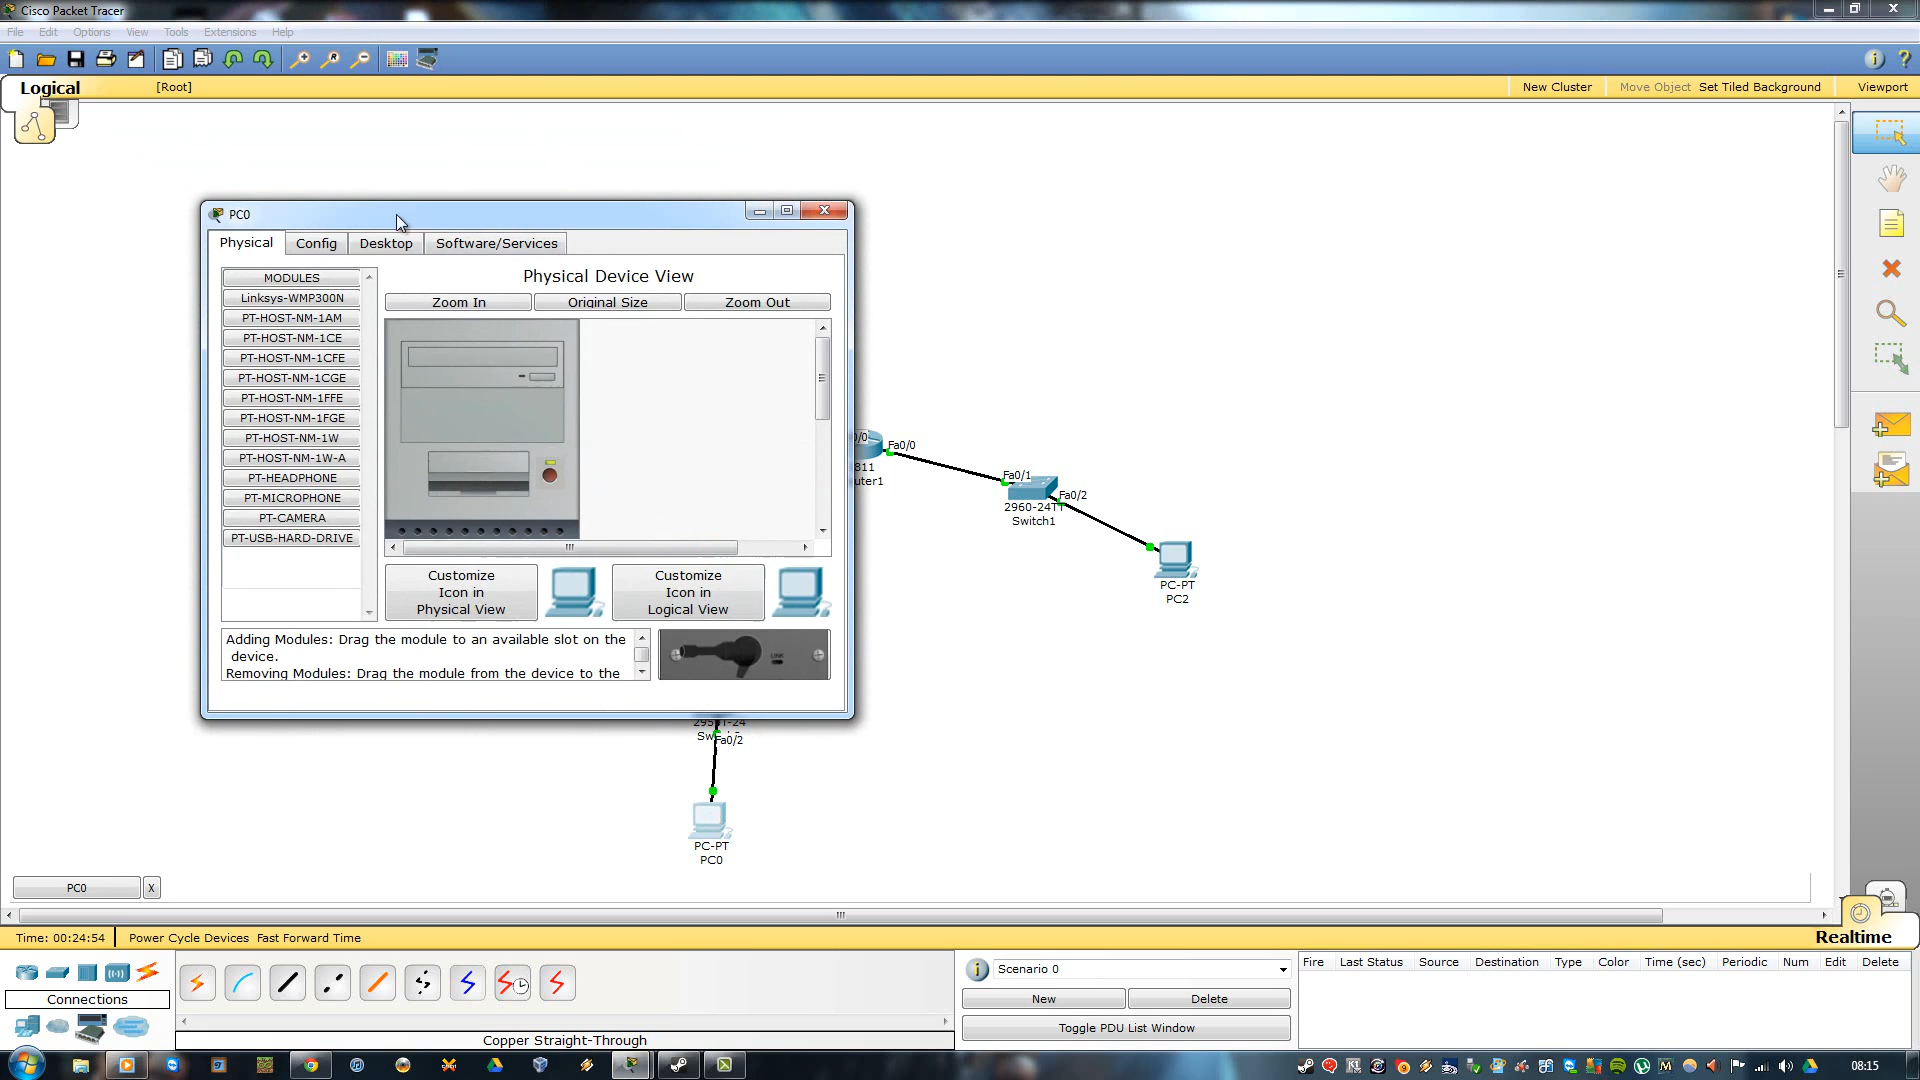 Cisco Packet Tracer
File Edit Options View Tools Extensions Help
Logical
[Root]
New Cluster Move Object Set Tiled Background Viewport
PC0
Physical Config Desktop Software/Services
MODULES
Linksys-WMP300N
PT-HOST-NM-1AM
PT-HOST-NM-1CE
PT-HOST-NM-1CFE
PT-HOST-NM-1CGE
PT-HOST-NM-1FFE
PT-HOST-NM-1FGE
PT-HOST-NM-1W
PT-HOST-NM-1W-A
PT-HEADPHONE
PT-MICROPHONE
PT-CAMERA
PT-USB-HARD-DRIVE
Physical Device View
Zoom In Original Size Zoom Out
Customize
Icon in
Physical View
Customize
Icon in
Logical View
Adding Modules: Drag the module to an available slot on the
device.
Removing Modules: Drag the module from the device to the
LINK
0/0
Fa0/0
811
uter1
Fa0/1
Fa0/2
2960-24TT
Switch1
PC-PT
PC2
Fa0/2
PC-PT
PC0
PC0 X
Time: 00:24:54 Power Cycle Devices Fast Forward Time
Realtime
Connections
Copper Straight-Through
Scenario 0
New Delete
Toggle PDU List Window
Fire Last Status Source Destination Type Color Time (sec) Periodic Num Edit Delete
08:15